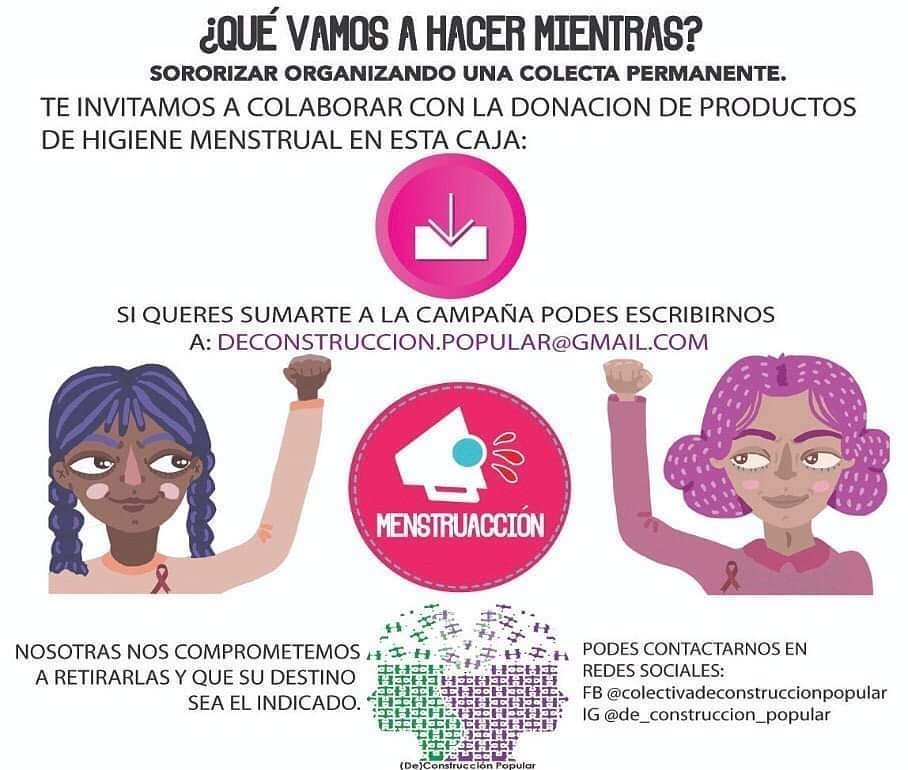 ¿QUÉ VAMOS A HACER MIENTRAS?
SORORIZAR ORGANIZANDO UNA COLECTA PERMANENTE.
TE INVITAMOS A COLABORAR CON LA DONACION DE PRODUCTOS
DE HIGIENE MENSTRUAL EN ESTA CAJA:
SI QUERES SUMARTE A LA CAMPAÑA PODES ESCRIBIRNOS
A: DECONSTRUCCION.POPULAR@GMAIL.COM
MENSTRUACCIÓN
NOSOTRAS NOS COMPROMETEMOS
A RETIRARLAS Y QUE SU DESTINO
SEA EL INDICADO.
PODES CONTACTARNOS EN
REDES SOCIALES:
FB @colectivadeconstruccionpopular
IG @de_construccion_popular
(De)Construcción Popular